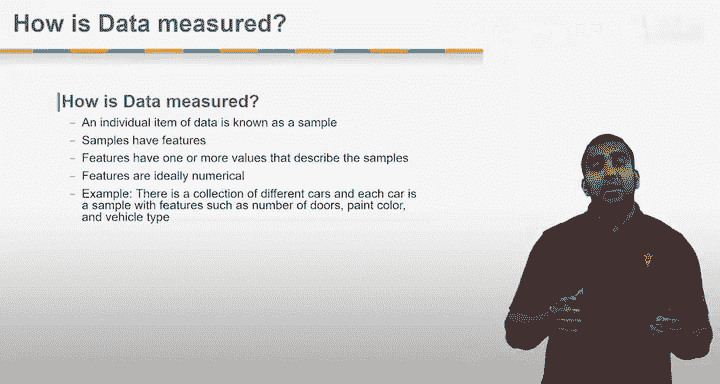 How is Data measured?
How is Data measured?
– An individual item of data is known as a sample
– Samples have features
– Features have one or more values that describe the samples
– Features are ideally numerical
– Example: There is a collection of different cars and each car is
a sample with features such as number of doors, paint color,
and vehicle type